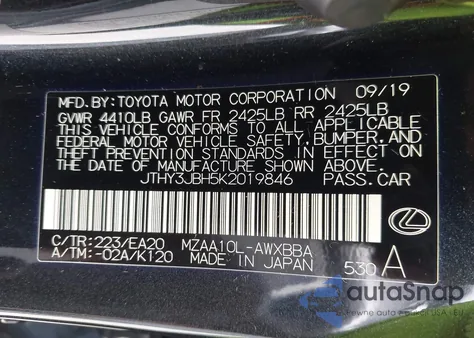 MFD.BY:TOYOTA MOTOR CORPORATION 09/19
GVWR 4410LB GAWR FR 2425LB RR 2425LB
THIS VEHICLE CONFORMS TO ALL APPLICABLE
FEDERAL MOTOR VEHICLE SAFETY,BUMPER,AND
THEFT PREVENTION STANDARDS IN EFFECT ON
THE DATE OF MANUFACTURE SHOWN ABOVE.
JTHY3JBH5K2019846 PASS.CAR
C/TR:223/EA20 MZAA10L-AWXBBA
A/TM:-02A/K120 MADE IN JAPAN 530 A
autoSnap